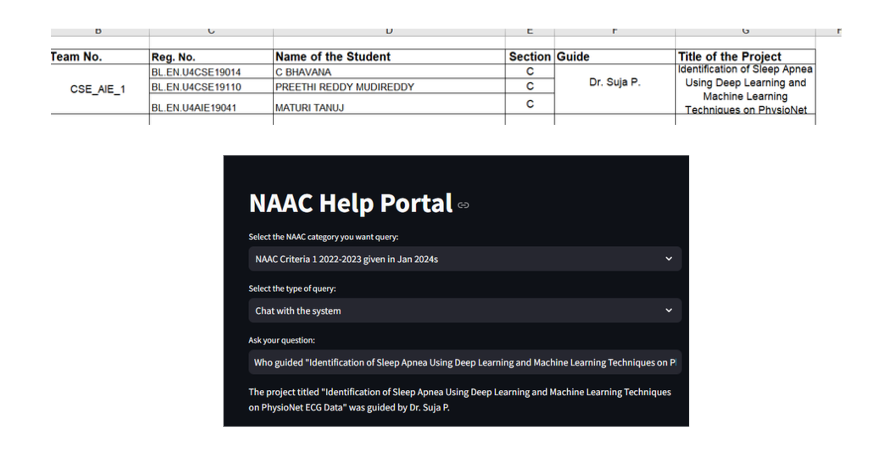 B C D E F G
Team No. Reg. No. Name of the Student Section Guide Title of the Project
CSE_AIE_1
BL.EN.U4CSE19014 C BHAVANA C
BL.EN.U4CSE19110 PREETHI REDDY MUDIREDDY C
BL.EN.U4AIE19041 MATURI TANUJ C
Dr. Suja P.
Identification of Sleep Apnea
Using Deep Learning and
Machine Learning
Techniques on PhysioNet
NAAC Help Portal
Select the NAAC category you want query:
NAAC Criteria 1 2022-2023 given in Jan 2024s
Select the type of query:
Chat with the system
Ask your question:
Who guided "Identification of Sleep Apnea Using Deep Learning and Machine Learning Techniques on P
The project titled "Identification of Sleep Apnea Using Deep Learning and Machine Learning Techniques
on PhysioNet ECG Data" was guided by Dr. Suja P.